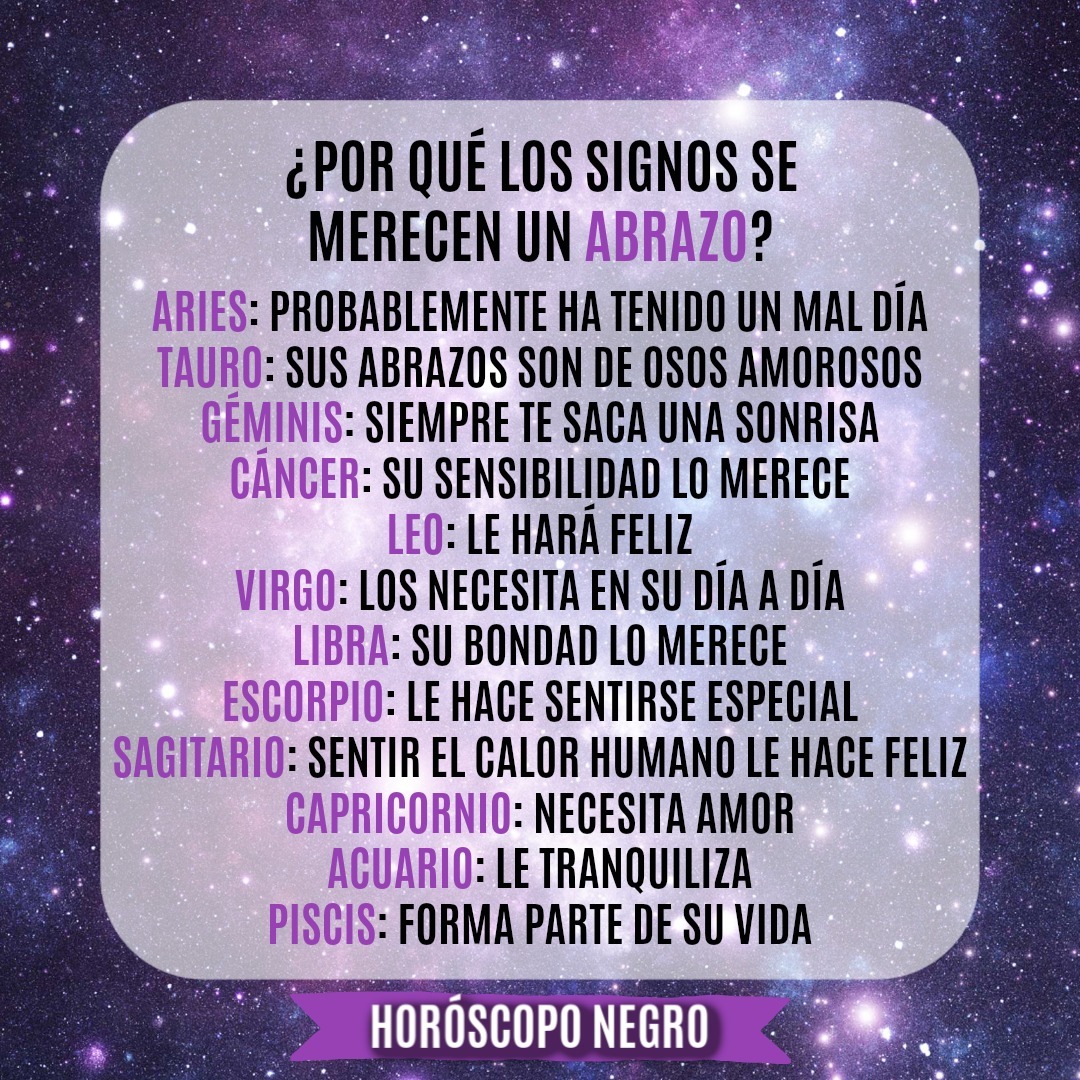 ¿POR QUÉ LOS SIGNOS SE
MERECEN UN ABRAZO?
ARIES: PROBABLEMENTE HA TENIDO UN MAL DÍA
TAURO: SUS ABRAZOS SON DE OSOS AMOROSOS
GÉMINIS: SIEMPRE TE SACA UNA SONRISA
CÁNCER: SU SENSIBILIDAD LO MERECE
LEO: LE HARÁ FELIZ
VIRGO: LOS NECESITA EN SU DÍA A DÍA
LIBRA: SU BONDAD LO MERECE
ESCORPIO: LE HACE SENTIRSE ESPECIAL
SAGITARIO: SENTIR EL CALOR HUMANO LE HACE FELIZ
CAPRICORNIO: NECESITA AMOR
ACUARIO: LE TRANQUILIZA
PISCIS: FORMA PARTE DE SU VIDA
HORÓSCOPO NEGRO